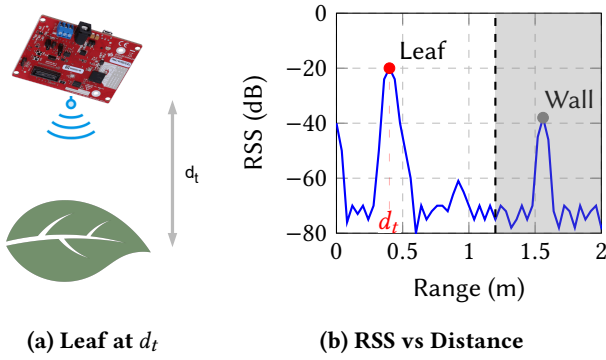 d_t
0
−20
−40
−60
−80
RSS (dB)
Leaf
Wall
d_t
0
0.5
1
1.5
2
Range (m)
(a) Leaf at d_t
(b) RSS vs Distance